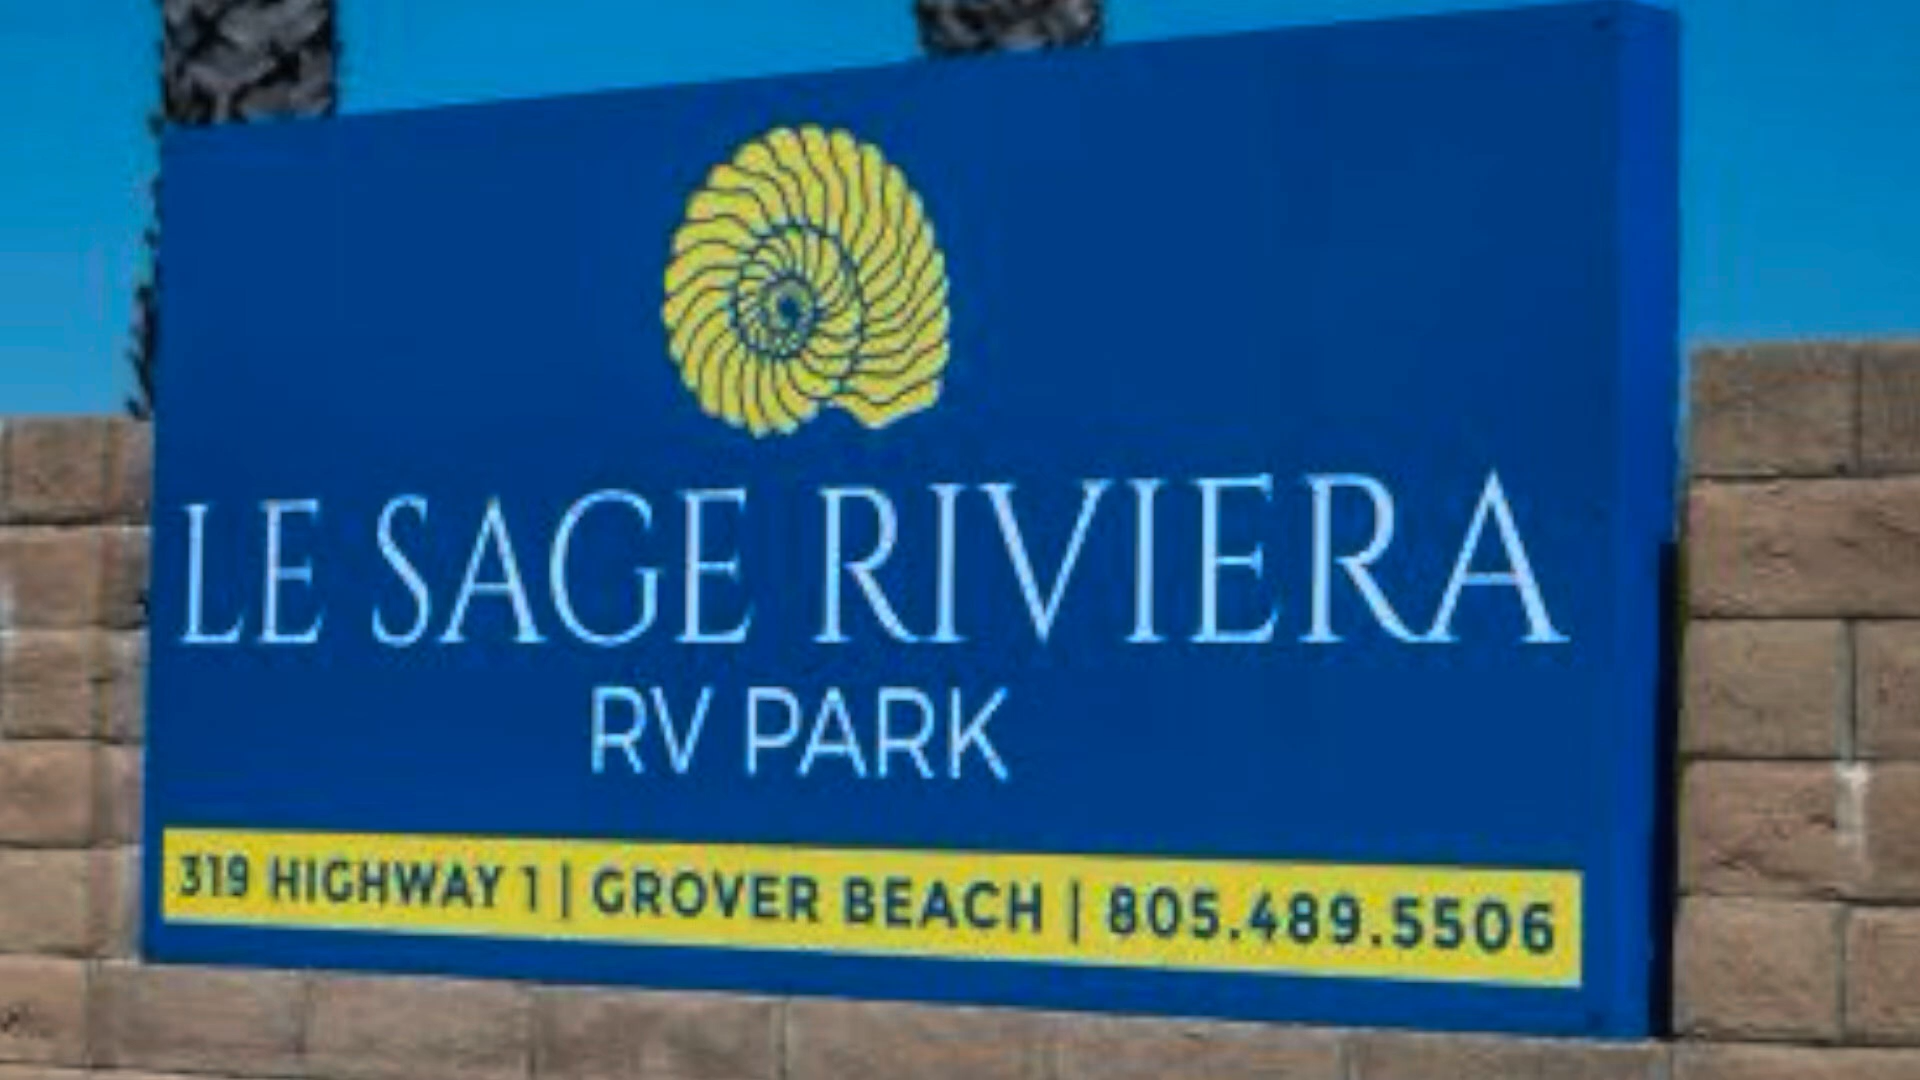 LE SAGE RIVIERA
RV PARK
319 HIGHWAY 1 | GROVER BEACH | 805.489.5506